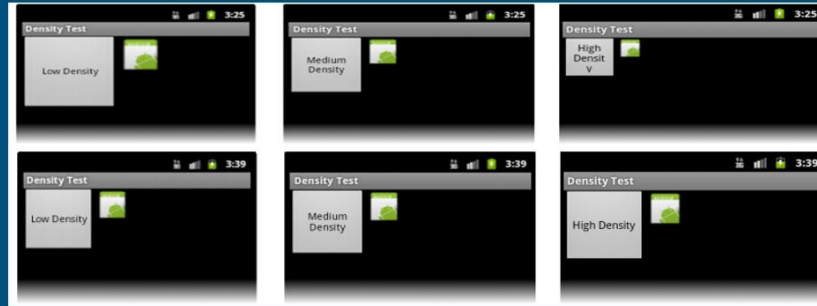 3:25
Density Test
Low Density
3:25
Density Test
Medium
Density
3:25
Density Test
High
Densit
y
3:39
Density Test
Low Density
3:39
Density Test
Medium
Density
3:39
Density Test
High Density